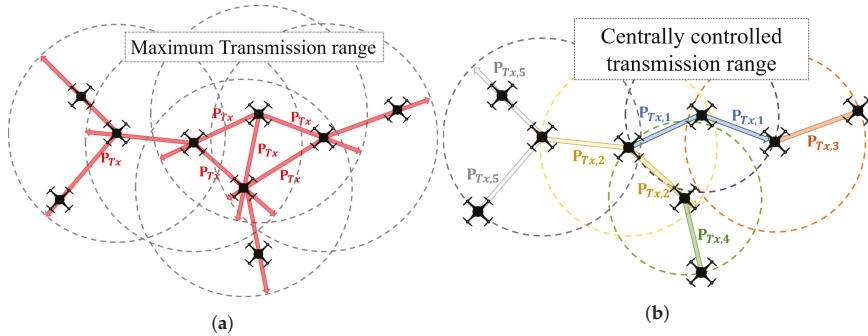 (a)
Maximum Transmission range
P_Tx
P_Tx
P_Tx
P_Tx
P_Tx
P_Tx
(a)
(b)
Centrally controlled
transmission range
P_Tx,5
P_Tx,1
P_Tx,1
P_Tx,2
P_Tx,3
P_Tx,5
P_Tx,2
P_Tx,4
(b)